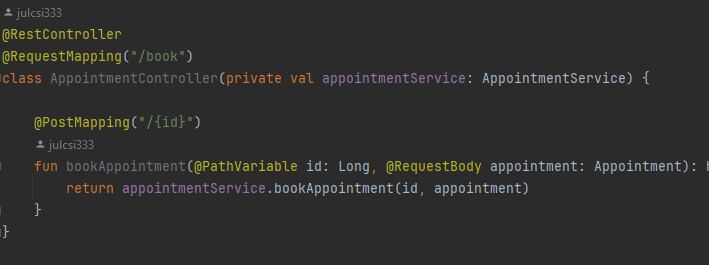 julcsi333
@RestController
@RequestMapping("/book")
class AppointmentController(private val appointmentService: AppointmentService) {
@PostMapping("/{id}")
julcsi333
fun bookAppointment(@PathVariable id: Long, @RequestBody appointment: Appointment):
return appointmentService.bookAppointment(id, appointment)
}
}